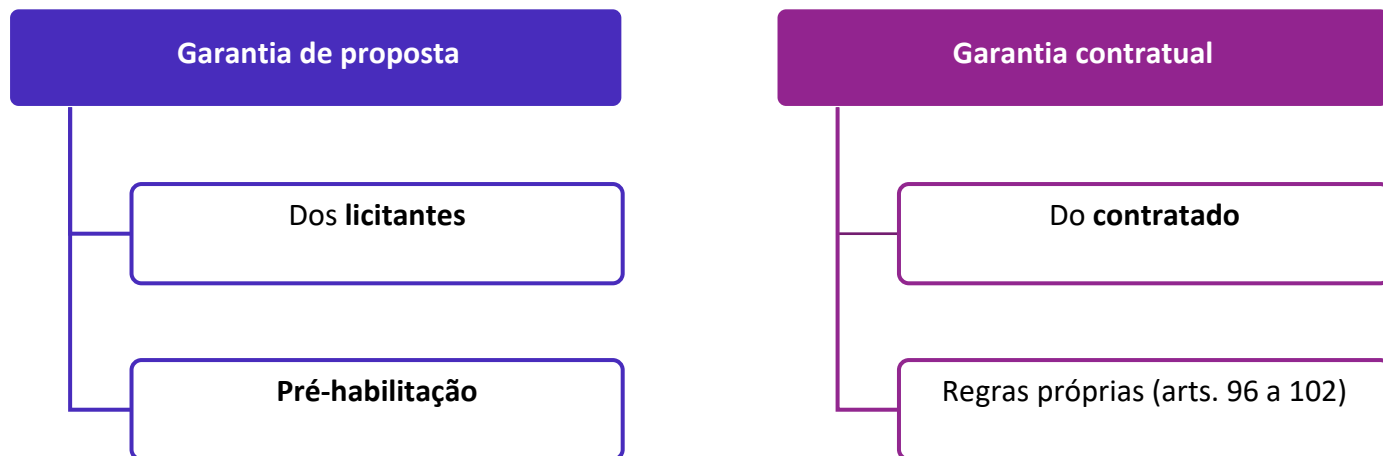 Garantia de proposta
Dos licitantes
Pré-habilitação
Garantia contratual
Do contratado
Regras próprias (arts. 96 a 102)